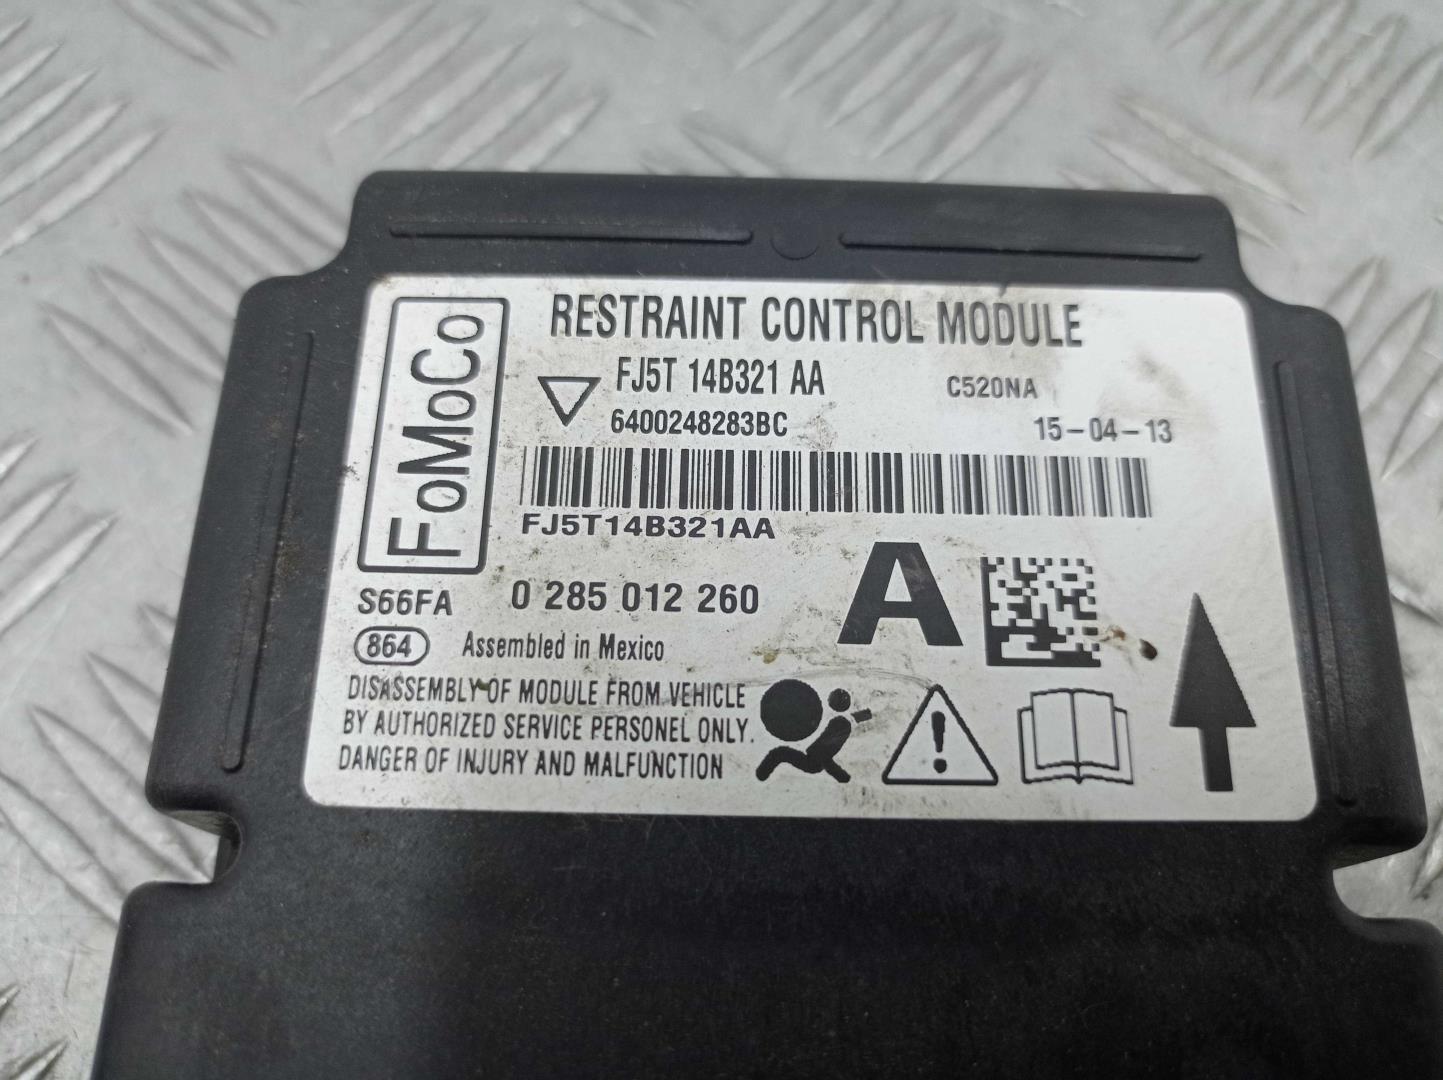 FoMoCo
RESTRAINT CONTROL MODULE
FJ5T 14B321 AA
C520NA
6400248283BC
15-04-13
FJ5T14B321AA
S66FA
0 285 012 260
A
864
Assembled in Mexico
DISASSEMBLY OF MODULE FROM VEHICLE
BY AUTHORIZED SERVICE PERSONEL ONLY.
DANGER OF INJURY AND MALFUNCTION